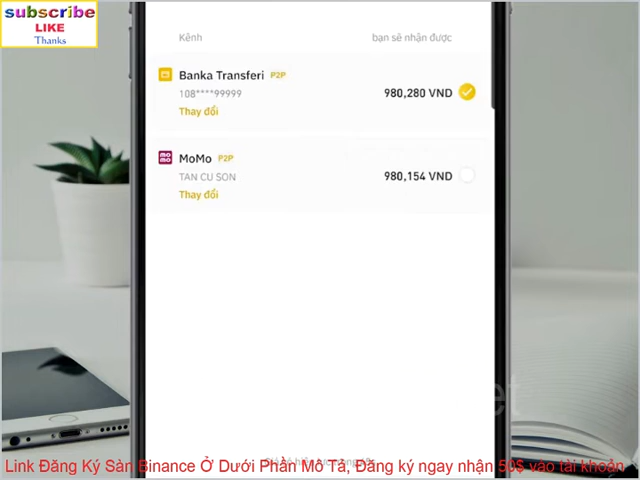 subscribe
LIKE
Thanks
Kênh bạn sẽ nhận được
Banka Transferi P2P
108****99999 980,280 VND
Thay đổi
MoMo P2P
TAN CU SON 980,154 VND
Thay đổi
Link Đăng Ký Sàn Binance Ở Dưới Phần Mô Tả, Đăng ký ngay nhận 50$ vào tài khoản